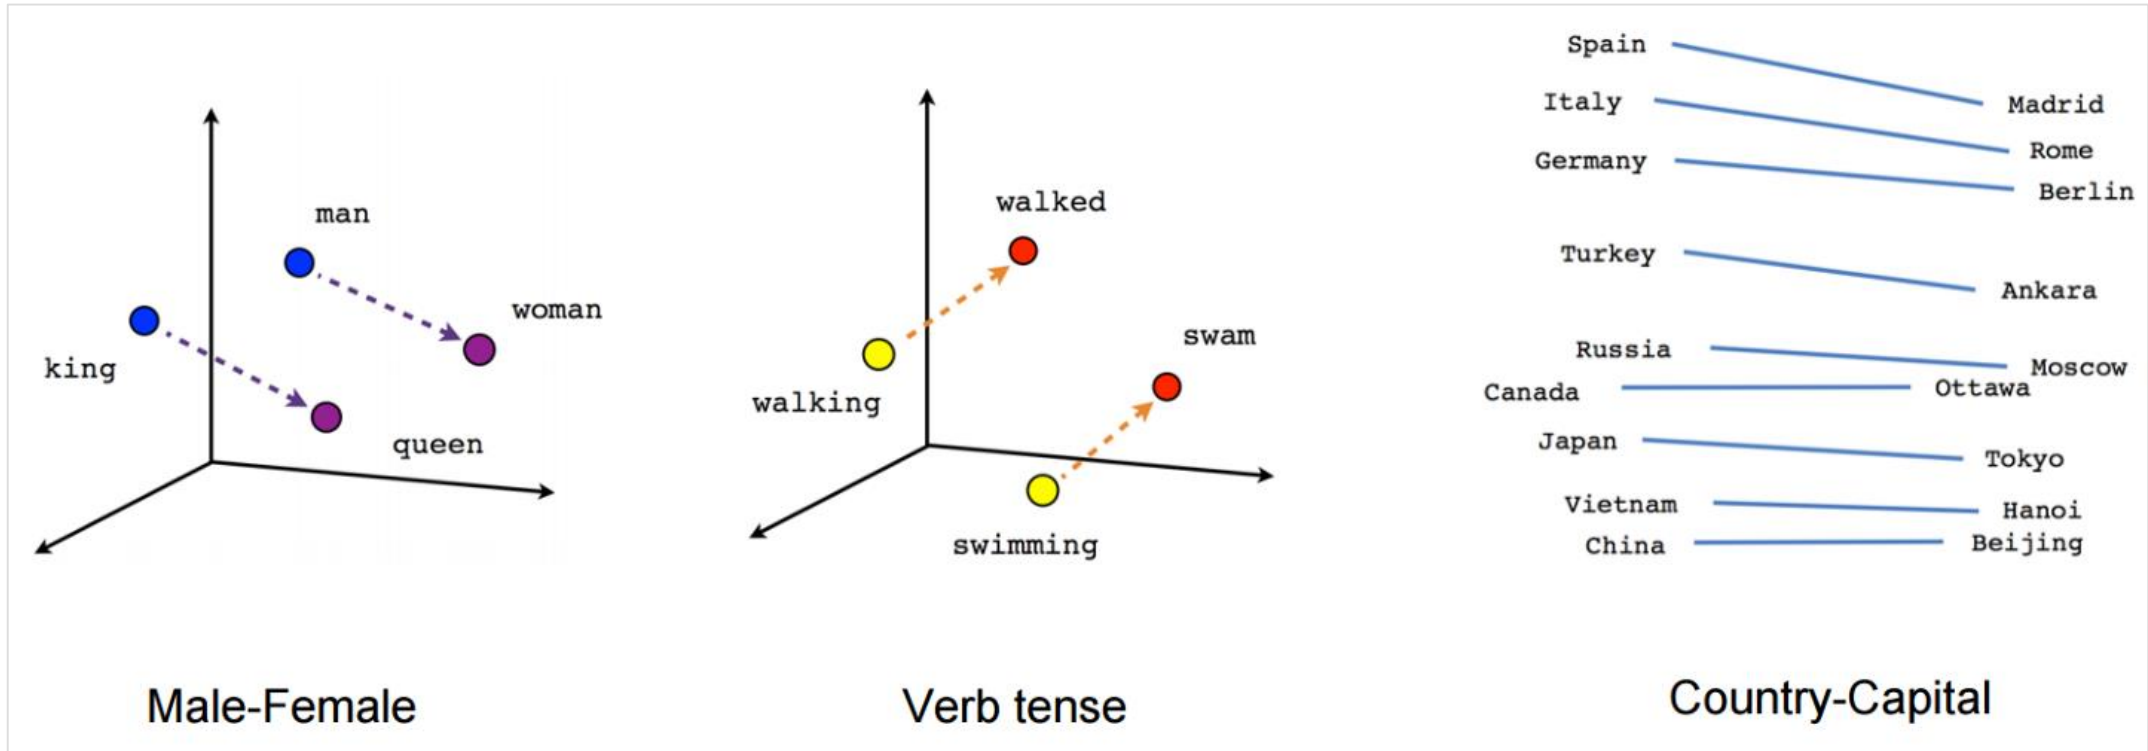 man
woman
king
queen
Male-Female
walked
swam
walking
swimming
Verb tense
Spain
Madrid
Italy
Rome
Germany
Berlin
Turkey
Ankara
Russia
Moscow
Canada
Ottawa
Japan
Tokyo
Vietnam
Hanoi
China
Beijing
Country-Capital